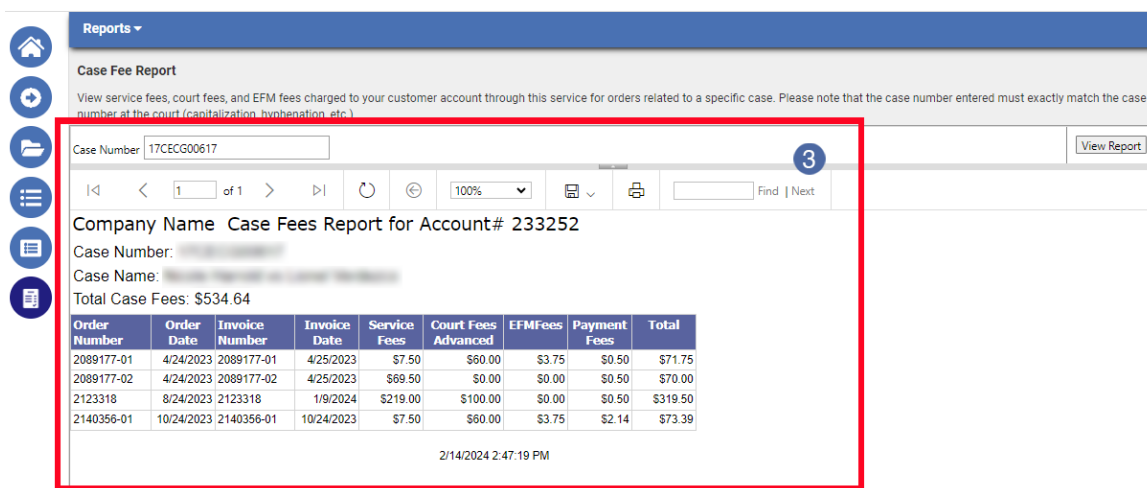 Reports
Case Fee Report
View service fees, court fees, and EFM fees charged to your customer account through this service for orders related to a specific case. Please note that the case number entered must exactly match the case
number at the court (capitalization, hyphenation, etc.)
Case Number 17CECG00617 View Report
3
1 of 1 100% Find | Next
Company Name Case Fees Report for Account# 233252
Case Number:
Case Name:
Total Case Fees: $534.64
Order Number Order Date Invoice Number Invoice Date Service Fees Court Fees Advanced EFMFees Payment Fees Total
2089177-01 4/24/2023 2089177-01 4/25/2023 $7.50 $60.00 $3.75 $0.50 $71.75
2089177-02 4/24/2023 2089177-02 4/25/2023 $69.50 $0.00 $0.00 $0.50 $70.00
2123318 8/24/2023 2123318 1/9/2024 $219.00 $100.00 $0.00 $0.50 $319.50
2140356-01 10/24/2023 2140356-01 10/24/2023 $7.50 $60.00 $3.75 $2.14 $73.39
2/14/2024 2:47:19 PM